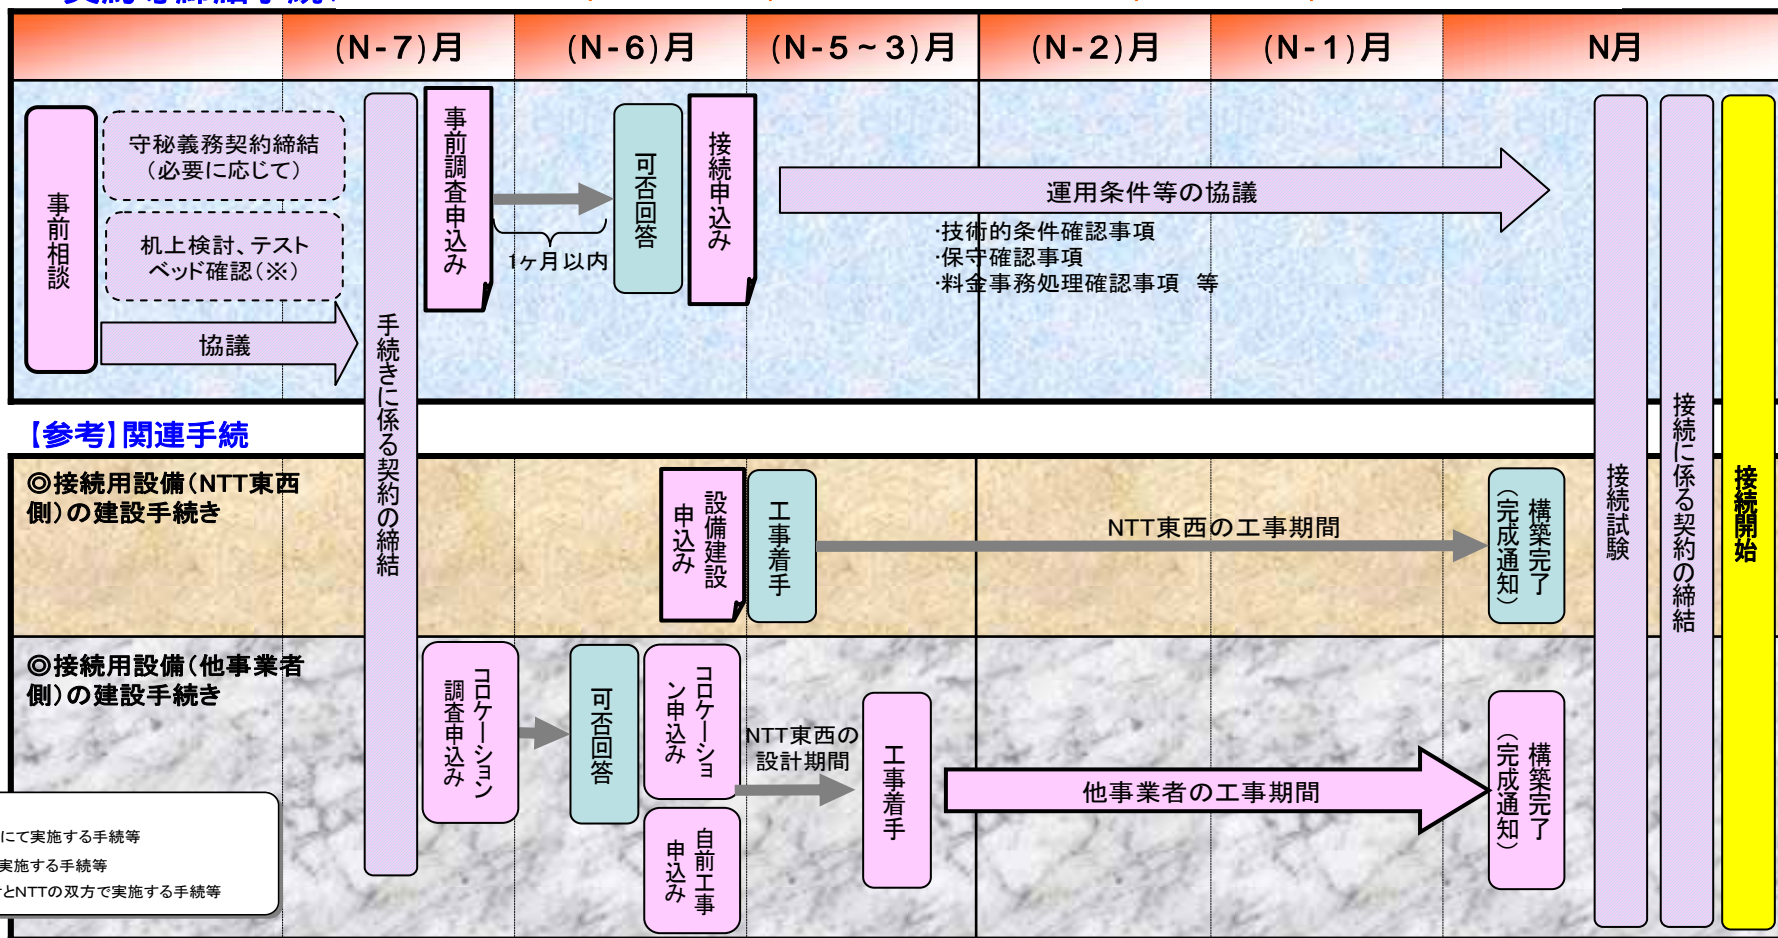 (N-7)月
(N-6)月
(N-5~3)月
(N-2)月
(N-1)月
N月
事前相談
守秘義務契約締結
(必要に応じて)
机上検討、テスト
ベッド確認(※)
協議
手続きに係る契約の締結
事前調査申込み
1ヶ月以内
可否回答
接続申込み
運用条件等の協議
・技術的条件確認事項
・保守確認事項
・料金事務処理確認事項 等
接続試験
接続に係る契約の締結
接続開始
【参考】関連手続
◎接続用設備(NTT東西
側)の建設手続き
設備建設
申込み
工事着手
NTT東西の工事期間
構築完了
(完成通知)
◎接続用設備(他事業者
側)の建設手続き
コロケーション
調査申込み
可否回答
コロケーショ
ン申込み
自前工事
申込み
NTT東西の
設計期間
工事着手
他事業者の工事期間
構築完了
(完成通知)
にて実施する手続等
実施する手続等
とNTTの双方で実施する手続等